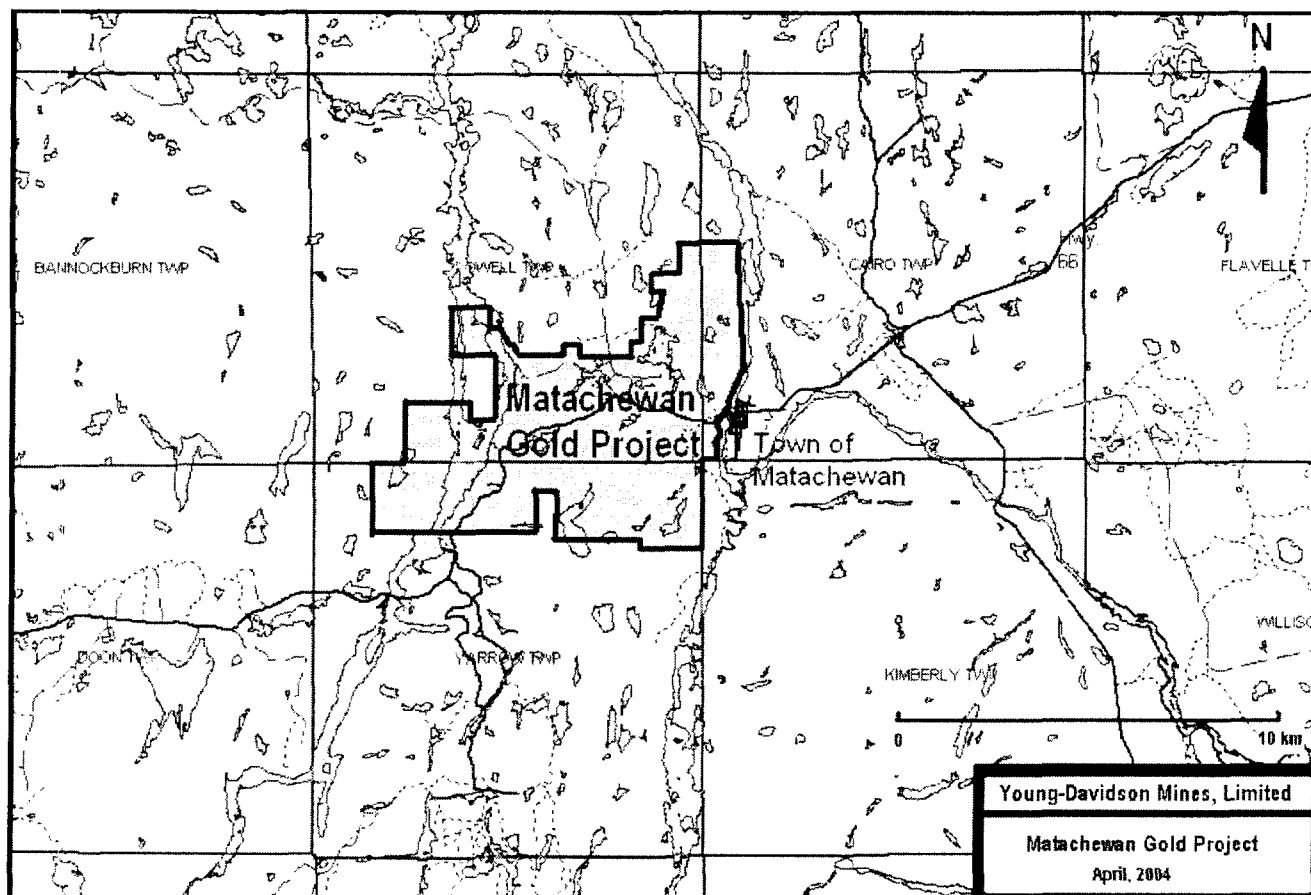 N
BANNOCKBURN TWP
CAIRO TWP
Hwy
66
FLAVELLE T
Matachewan
Gold Project
Town of
Matachewan
YARROW TWP
KIMBERLY TWP
0
10 km
Young-Davidson Mines, Limited
Matachewan Gold Project
April, 2004